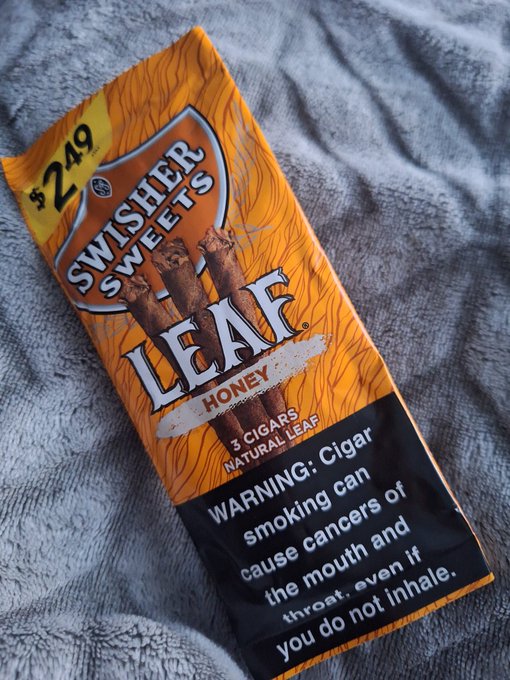 $2.49
SWISHER
SWEETS
LEAF®
HONEY
3 CIGARS
NATURAL LEAF
WARNING: Cigar
smoking can
cause cancers of
the mouth and
throat, even if
you do not inhale.